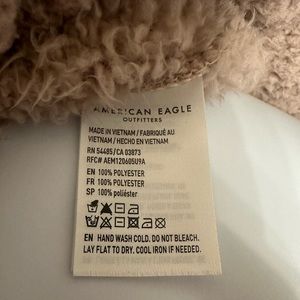 AMERICAN EAGLE
OUTFITTERS
MADE IN VIETNAM / FABRIQUÉ AU
VIETNAM / HECHO EN VIETNAM
RN 54485/CA 03873
RFC# AEM120605U9A
EN 100% POLYESTER
FR 100% POLYESTER
SP 100% poliéster
EN HAND WASH COLD. DO NOT BLEACH.
LAY FLAT TO DRY. COOL IRON IF NEEDED.